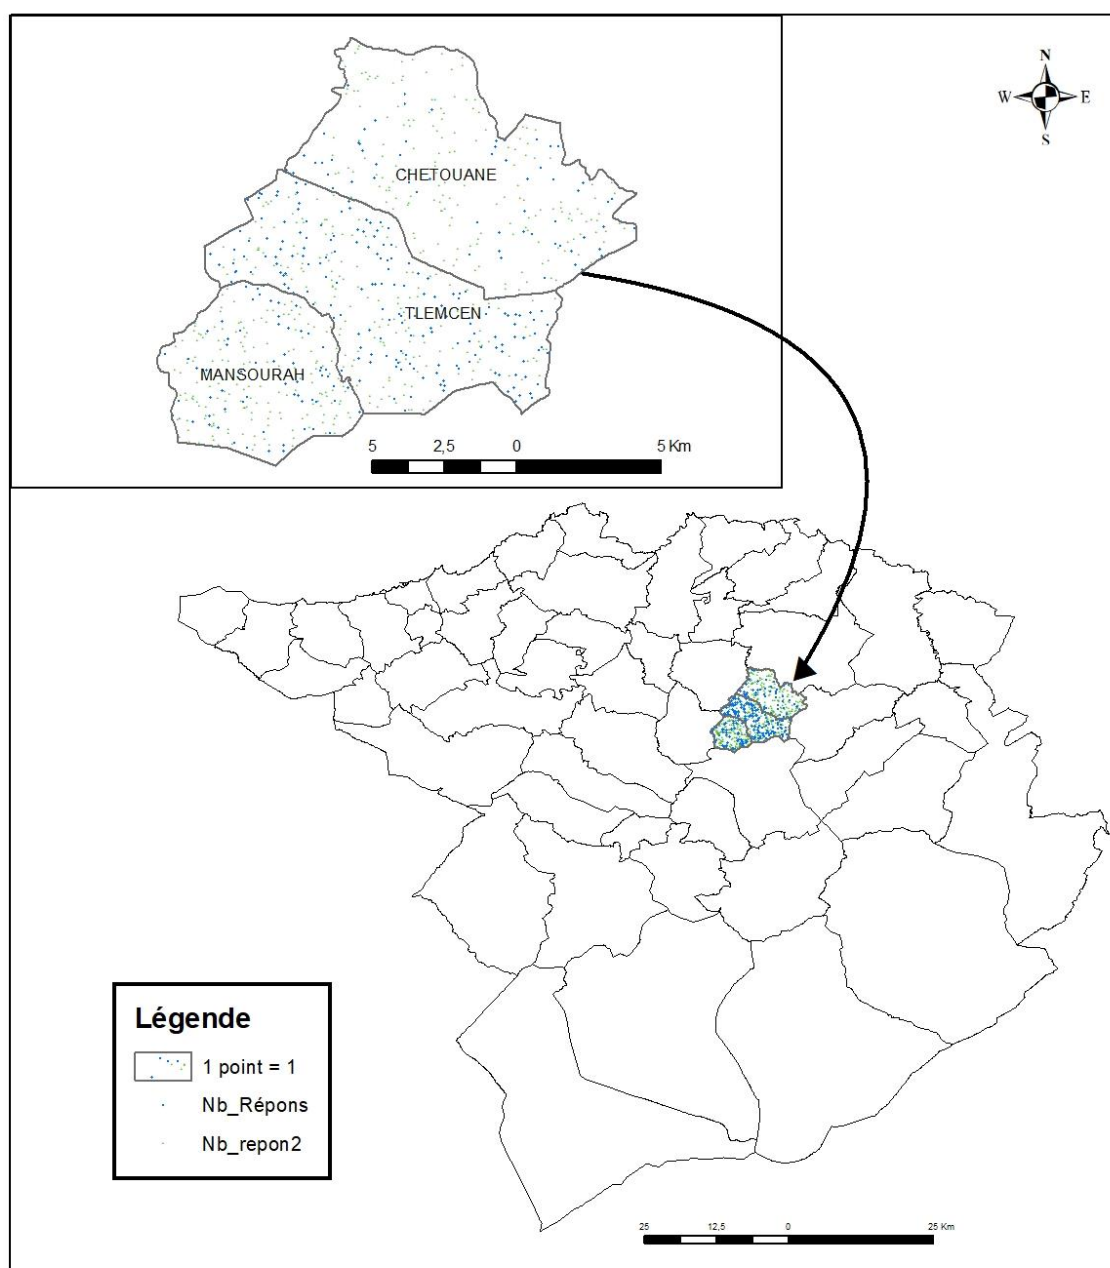 N
W E
S
CHETOUANE
TLEMCEN
MANSOURAH
5 2,5 0 5 Km
Légende
1 point = 1
Nb_Répons
Nb_repon2
25 12,5 0 25 Km